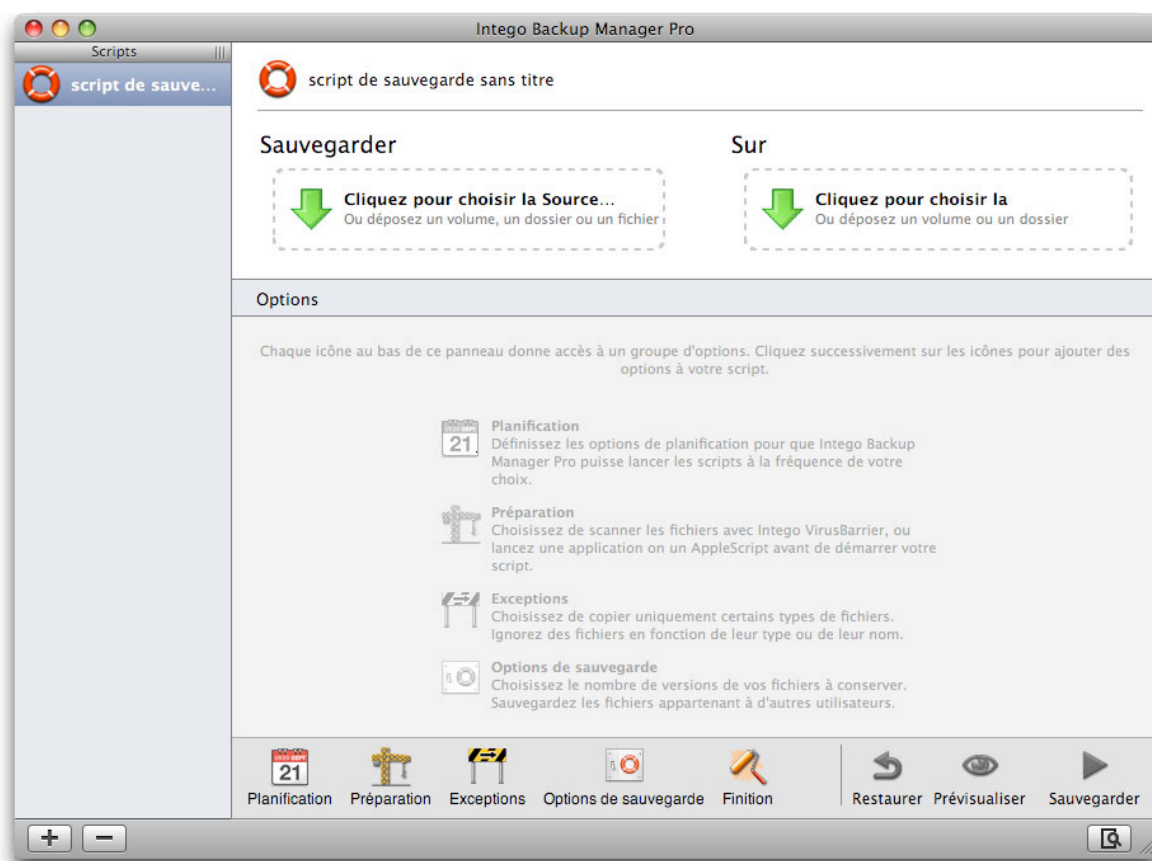 Intego Backup Manager Pro
Scripts
script de sauve...
script de sauvegarde sans titre
Sauvegarder
Sur
Cliquez pour choisir la Source...
Ou déposez un volume, un dossier ou un fichier
Cliquez pour choisir la
Ou déposez un volume ou un dossier
Options
Chaque icône au bas de ce panneau donne accès à un groupe d'options. Cliquez successivement sur les icônes pour ajouter des
options à votre script.
21
Planification
Définissez les options de planification pour que Intego Backup
Manager Pro puisse lancer les scripts à la fréquence de votre
choix.
Préparation
Choisissez de scanner les fichiers avec Intego VirusBarrier, ou
lancez une application on un AppleScript avant de démarrer votre
script.
Exceptions
Choisissez de copier uniquement certains types de fichiers.
Ignorez des fichiers en fonction de leur type ou de leur nom.
Options de sauvegarde
Choisissez le nombre de versions de vos fichiers à conserver.
Sauvegardez les fichiers appartenant à d'autres utilisateurs.
21
Planification
Préparation
Exceptions
Options de sauvegarde
Finition
Restaurer
Prévisualiser
Sauvegarder